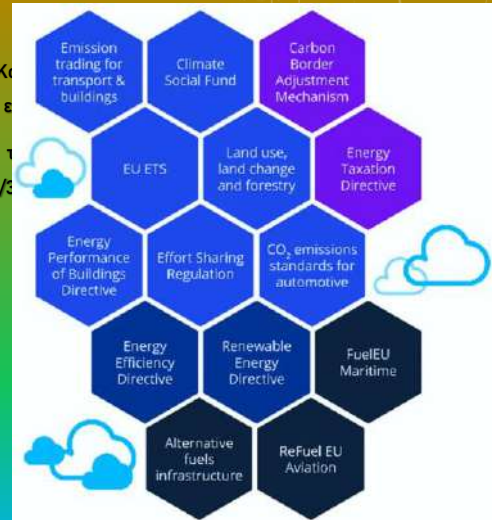 Emission
trading for
transport &
buildings
Climate
Social Fund
Carbon
Border
Adjustment
Mechanism
EU ETS
Land use,
land change
and forestry
Energy
Taxation
Directive
Energy
Performance
of Buildings
Directive
Effort Sharing
Regulation
CO₂ emissions
standards for
automotive
Energy
Efficiency
Directive
Renewable
Energy
Directive
FuelEU
Maritime
Alternative
fuels
infrastructure
ReFuel EU
Aviation